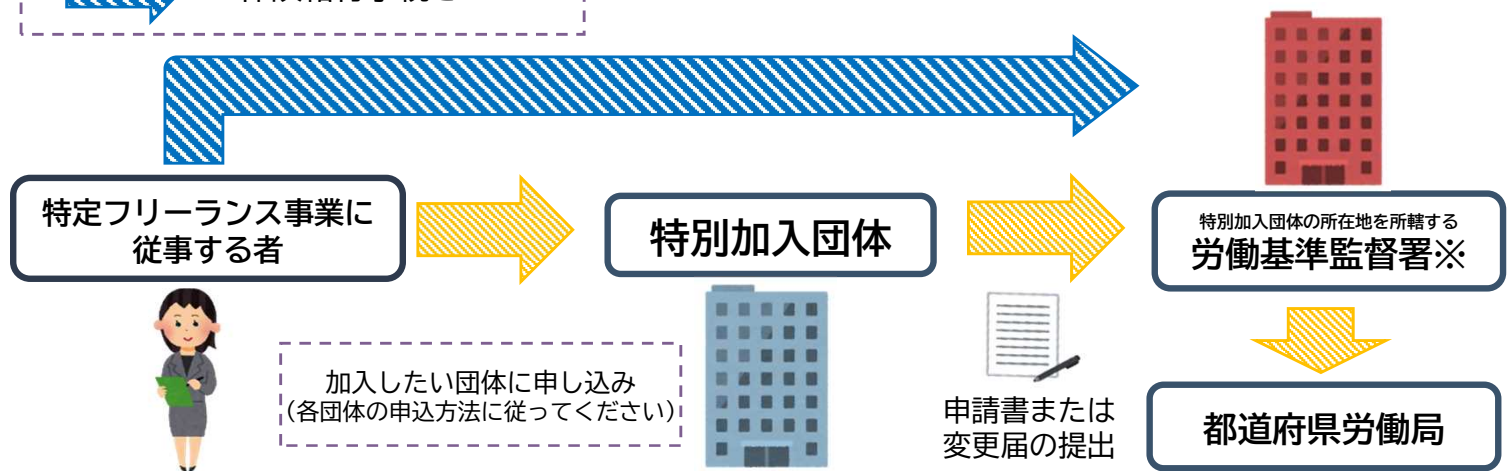 特定フリーランス事業に
従事する者
特別加入団体
特別加入団体の所在地を所轄する
労働基準監督署※
加入したい団体に申し込み
(各団体の申込方法に従ってください)
申請書または
変更届の提出
都道府県労働局